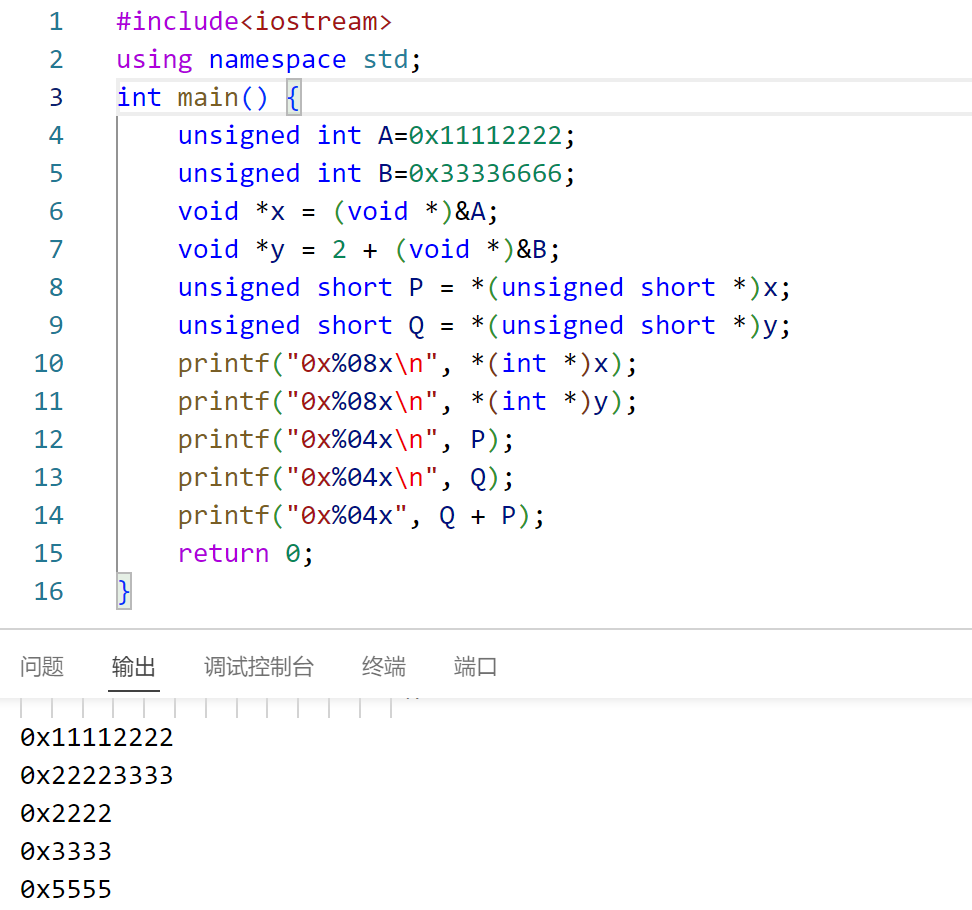 1 #include<iostream>
2 using namespace std;
3 int main() {
4 unsigned int A=0x11112222;
5 unsigned int B=0x33336666;
6 void *x = (void *)&A;
7 void *y = 2 + (void *)&B;
8 unsigned short P = *(unsigned short *)x;
9 unsigned short Q = *(unsigned short *)y;
10 printf("0x%08x\n", *(int *)x);
11 printf("0x%08x\n", *(int *)y);
12 printf("0x%04x\n", P);
13 printf("0x%04x\n", Q);
14 printf("0x%04x", Q + P);
15 return 0;
16 }
问题 输出 调试控制台 终端 端口
0x11112222
0x22223333
0x2222
0x3333
0x5555